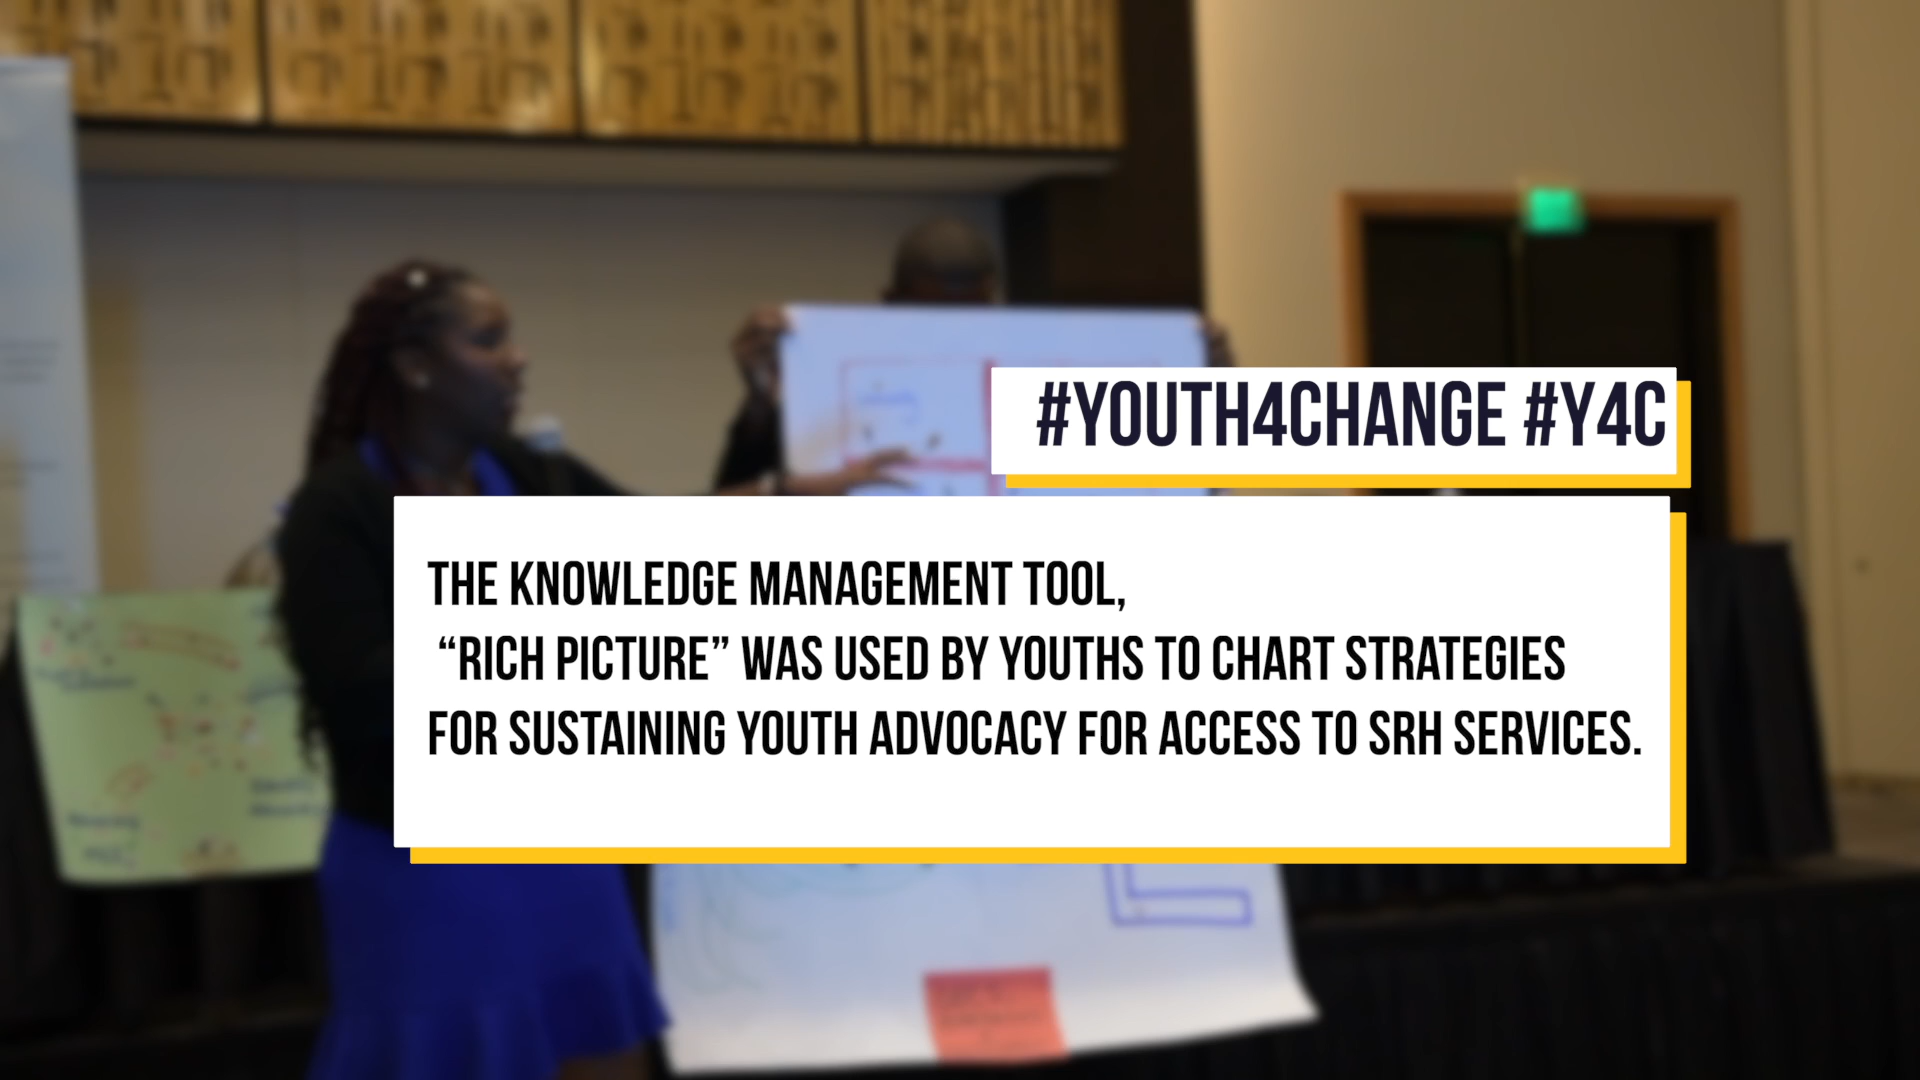 #YOUTH4CHANGE #Y4C
THE KNOWLEDGE MANAGEMENT TOOL,
“RICH PICTURE” WAS USED BY YOUTHS TO CHART STRATEGIES
FOR SUSTAINING YOUTH ADVOCACY FOR ACCESS TO SRH SERVICES.